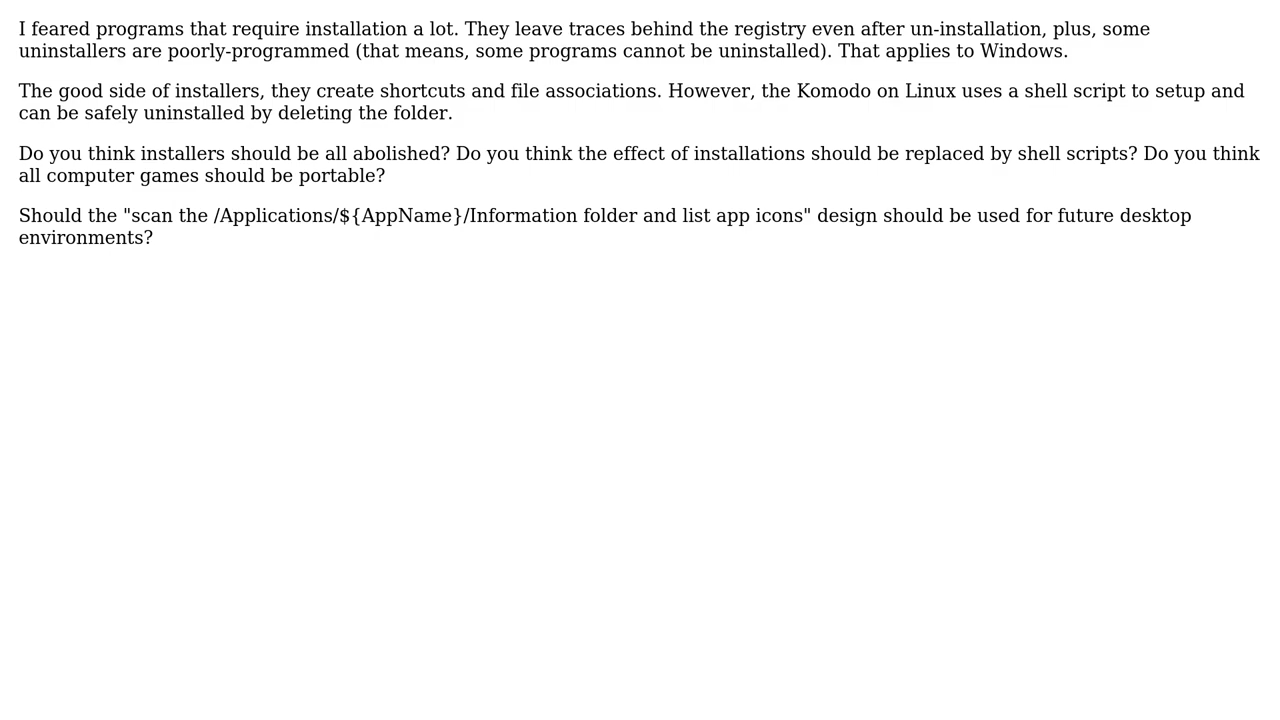 I feared programs that require installation a lot. They leave traces behind the registry even after un-installation, plus, some
uninstallers are poorly-programmed (that means, some programs cannot be uninstalled). That applies to Windows.
The good side of installers, they create shortcuts and file associations. However, the Komodo on Linux uses a shell script to setup and
can be safely uninstalled by deleting the folder.
Do you think installers should be all abolished? Do you think the effect of installations should be replaced by shell scripts? Do you think
all computer games should be portable?
Should the "scan the /Applications/${AppName}/Information folder and list app icons" design should be used for future desktop
environments?